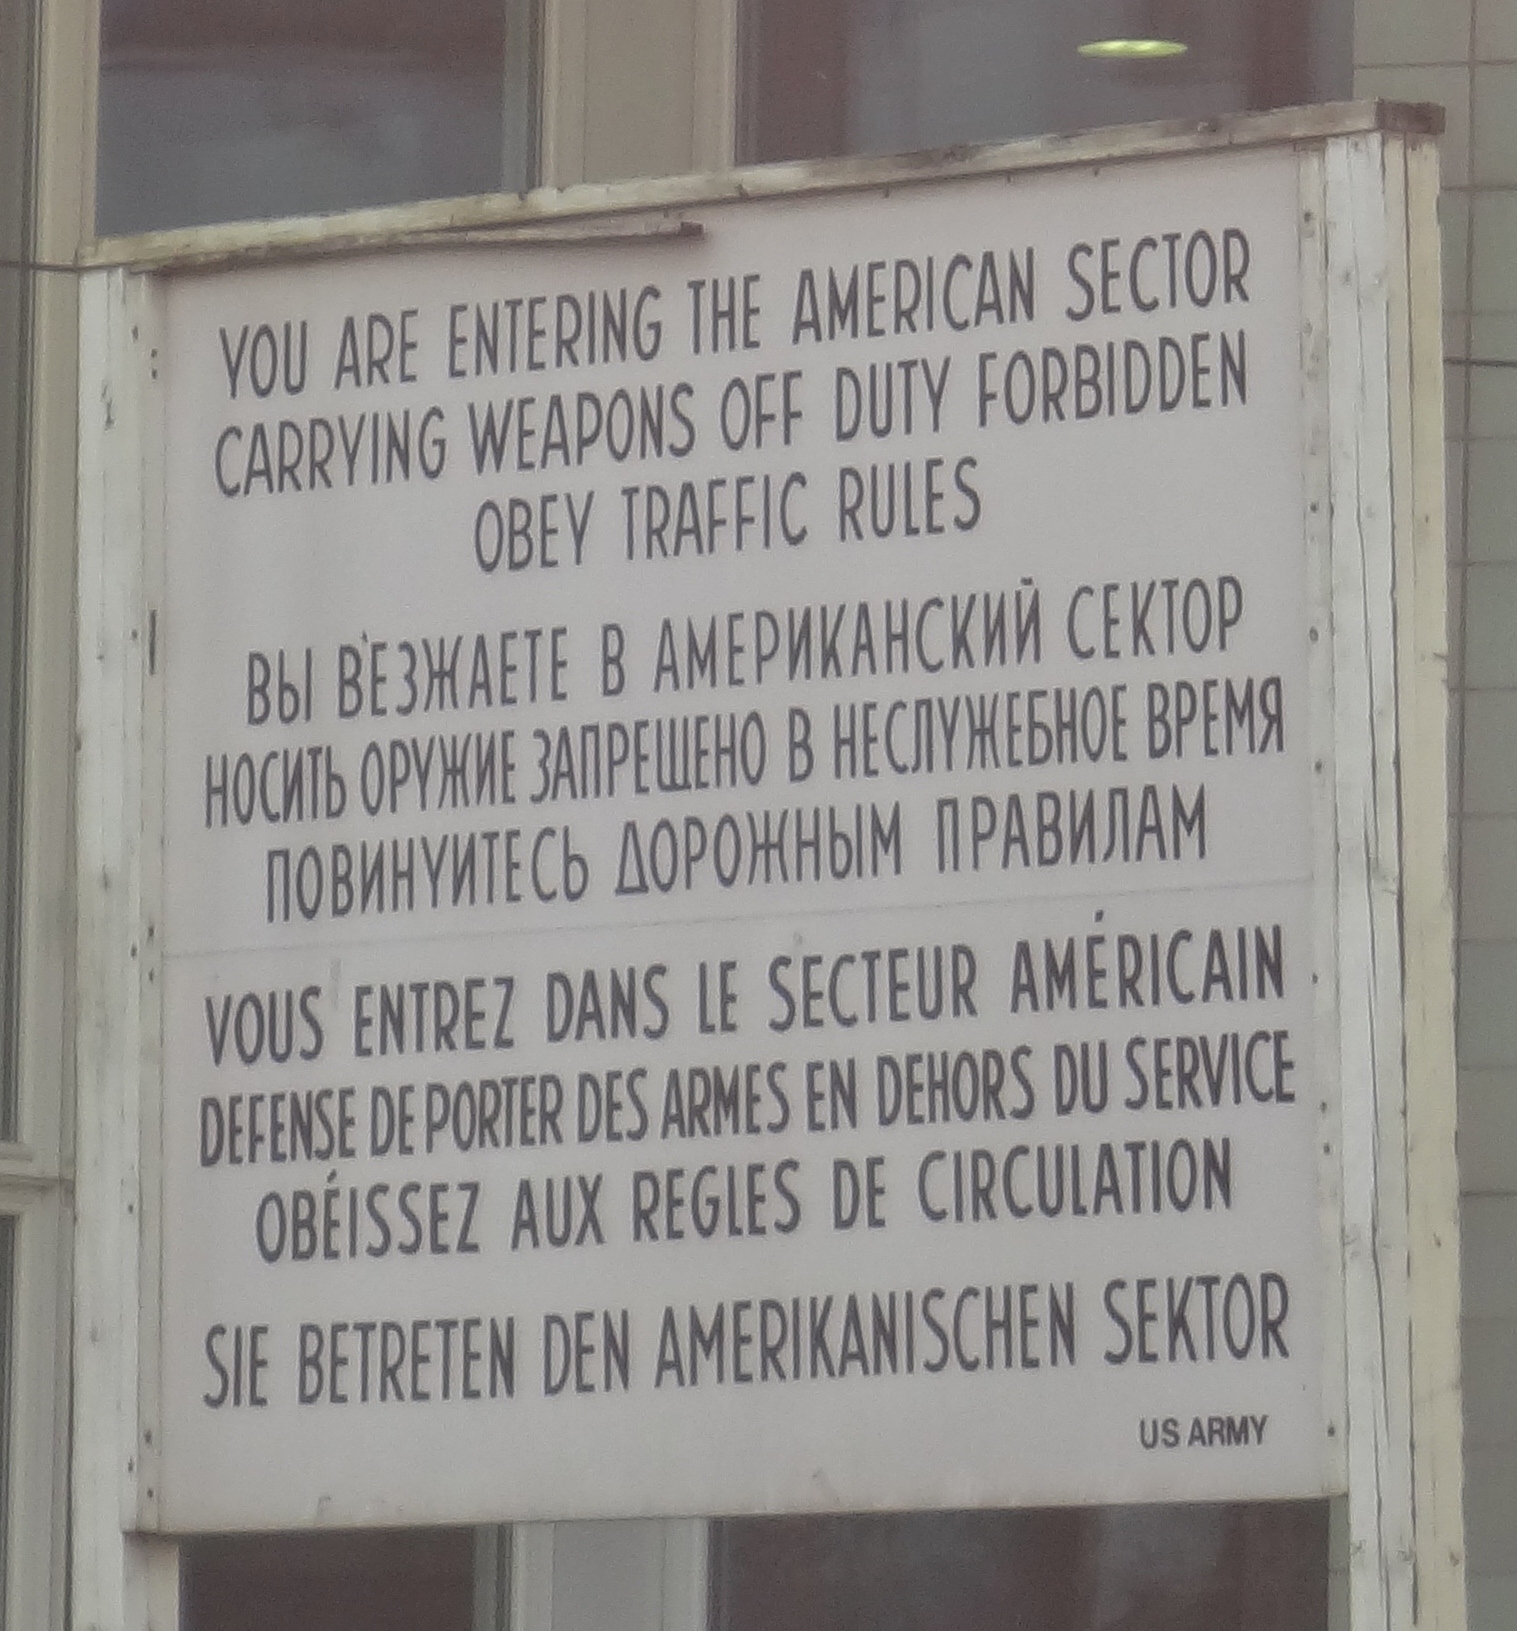 YOU ARE ENTERING THE AMERICAN SECTOR
CARRYING WEAPONS OFF DUTY FORBIDDEN
OBEY TRAFFIC RULES
ВЫ В'ЕЗЖАЕТЕ В АМЕРИКАНСКИЙ СЕКТОР
НОСИТЬ ОРУЖИЕ ЗАПРЕЩЕНО В НЕСЛУЖЕБНОЕ ВРЕМЯ
ПОВИНУИТЕСЬ ДОРОЖНЫМ ПРАВИЛАМ
VOUS ENTREZ DANS LE SECTEUR AMÉRICAIN
DEFENSE DE PORTER DES ARMES EN DEHORS DU SERVICE
OBÉISSEZ AUX REGLES DE CIRCULATION
SIE BETRETEN DEN AMERIKANISCHEN SEKTOR
US ARMY